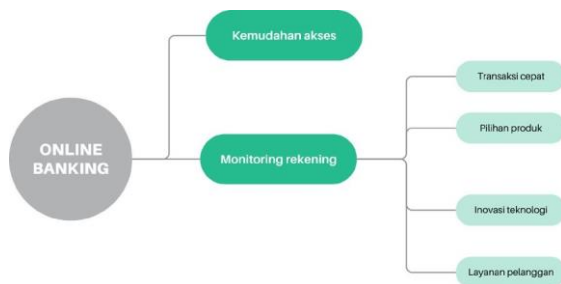 Kemudahan akses
ONLINE
BANKING
Monitoring rekening
Transaksi cepat
Pilihan produk
Inovasi teknologi
Layanan pelanggan